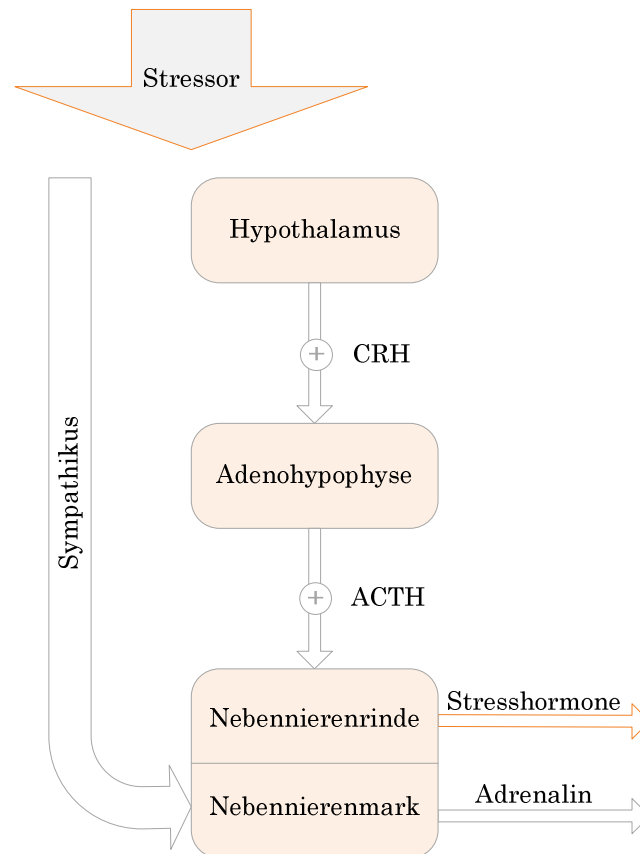 Stressor
Hypothalamus
+
CRH
Sympathikus
Adenohypophyse
+
ACTH
Nebennierenrinde
Stresshormone
Nebennierenmark
Adrenalin